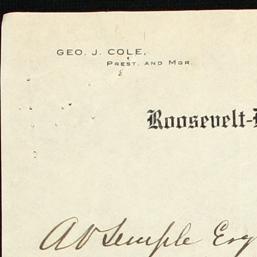 GEO. J. COLE,
PREST. AND MGR.
Roosevelt-
A V Semple Esq